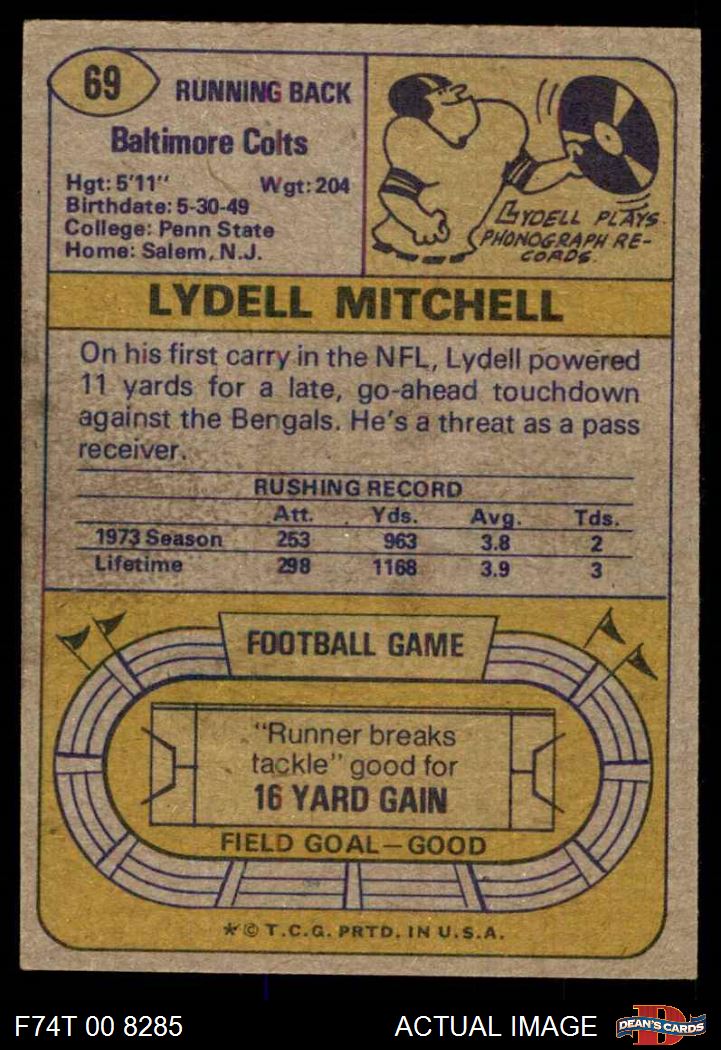 69
RUNNING BACK
Baltimore Colts
Hgt: 5'11" Wgt: 204
Birthdate: 5-30-49
College: Penn State
Home: Salem, N.J.
LYDELL PLAYS
PHONOGRAPH RE-
CORDS.
LYDELL MITCHELL
On his first carry in the NFL, Lydell powered
11 yards for a late, go-ahead touchdown
against the Bengals. He's a threat as a pass
receiver.
RUSHING RECORD
Att. Yds. Avg. Tds.
1973 Season 253 963 3.8 2
Lifetime 298 1168 3.9 3
FOOTBALL GAME
"Runner breaks
tackle" good for
16 YARD GAIN
FIELD GOAL—GOOD
*© T.C.G. PRTD. IN U.S.A.
F74T 00 8285 ACTUAL IMAGE
D
DEAN'S CARDS